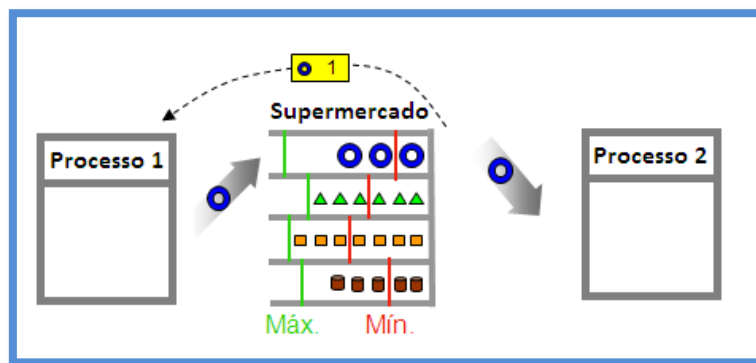 1
Supermercado
Processo 1
Processo 2
Máx.
Mín.